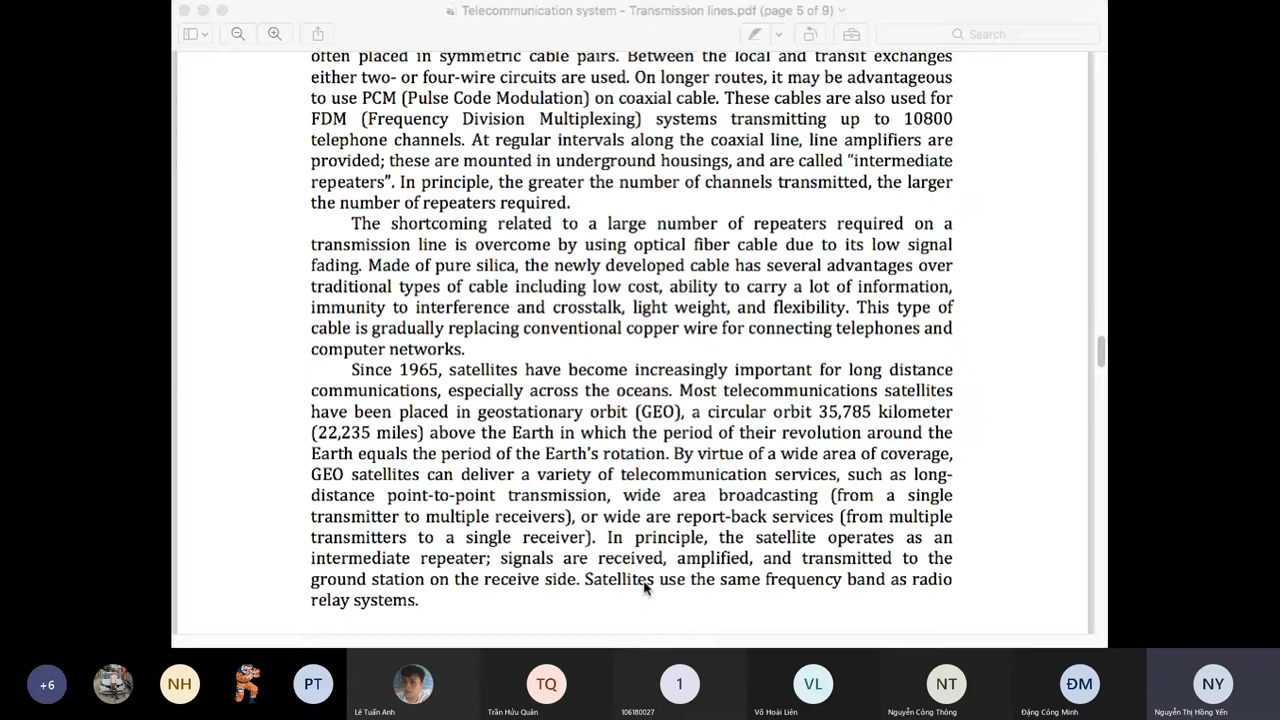 Telecommunication system - Transmission lines.pdf (page 5 of 9)
Search
often placed in symmetric cable pairs. Between the local and transit exchanges
either two- or four-wire circuits are used. On longer routes, it may be advantageous
to use PCM (Pulse Code Modulation) on coaxial cable. These cables are also used for
FDM (Frequency Division Multiplexing) systems transmitting up to 10800
telephone channels. At regular intervals along the coaxial line, line amplifiers are
provided; these are mounted in underground housings, and are called "intermediate
repeaters". In principle, the greater the number of channels transmitted, the larger
the number of repeaters required.
The shortcoming related to a large number of repeaters required on a
transmission line is overcome by using optical fiber cable due to its low signal
fading. Made of pure silica, the newly developed cable has several advantages over
traditional types of cable including low cost, ability to carry a lot of information,
immunity to interference and crosstalk, light weight, and flexibility. This type of
cable is gradually replacing conventional copper wire for connecting telephones and
computer networks.
Since 1965, satellites have become increasingly important for long distance
communications, especially across the oceans. Most telecommunications satellites
have been placed in geostationary orbit (GEO), a circular orbit 35,785 kilometer
(22,235 miles) above the Earth in which the period of their revolution around the
Earth equals the period of the Earth's rotation. By virtue of a wide area of coverage,
GEO satellites can deliver a variety of telecommunication services, such as long-
distance point-to-point transmission, wide area broadcasting (from a single
transmitter to multiple receivers), or wide are report-back services (from multiple
transmitters to a single receiver). In principle, the satellite operates as an
intermediate repeater; signals are received, amplified, and transmitted to the
ground station on the receive side. Satellites use the same frequency band as radio
relay systems.
+6 NH PT TQ 1 VL NT ĐM NY
Lê Tuấn Anh Trần Hữu Quân 106180027 Võ Hoài Liên Nguyễn Công Thông Đặng Công Minh Nguyễn Thị Hồng Yến